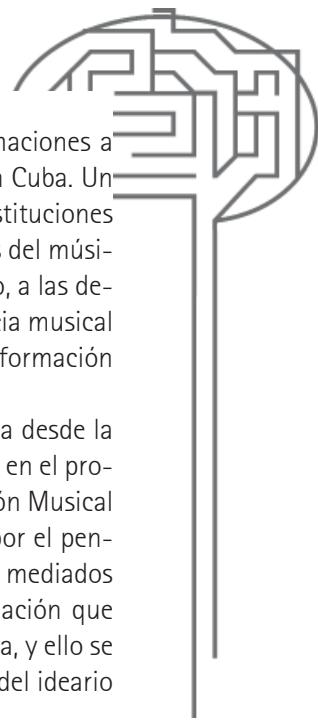 naciones a
Cuba. Un
stituciones
del músi-
o, a las de-
cia musical
formación
a desde la
en el pro-
ón Musical
por el pen-
mediados
ación que
a, y ello se
del ideario